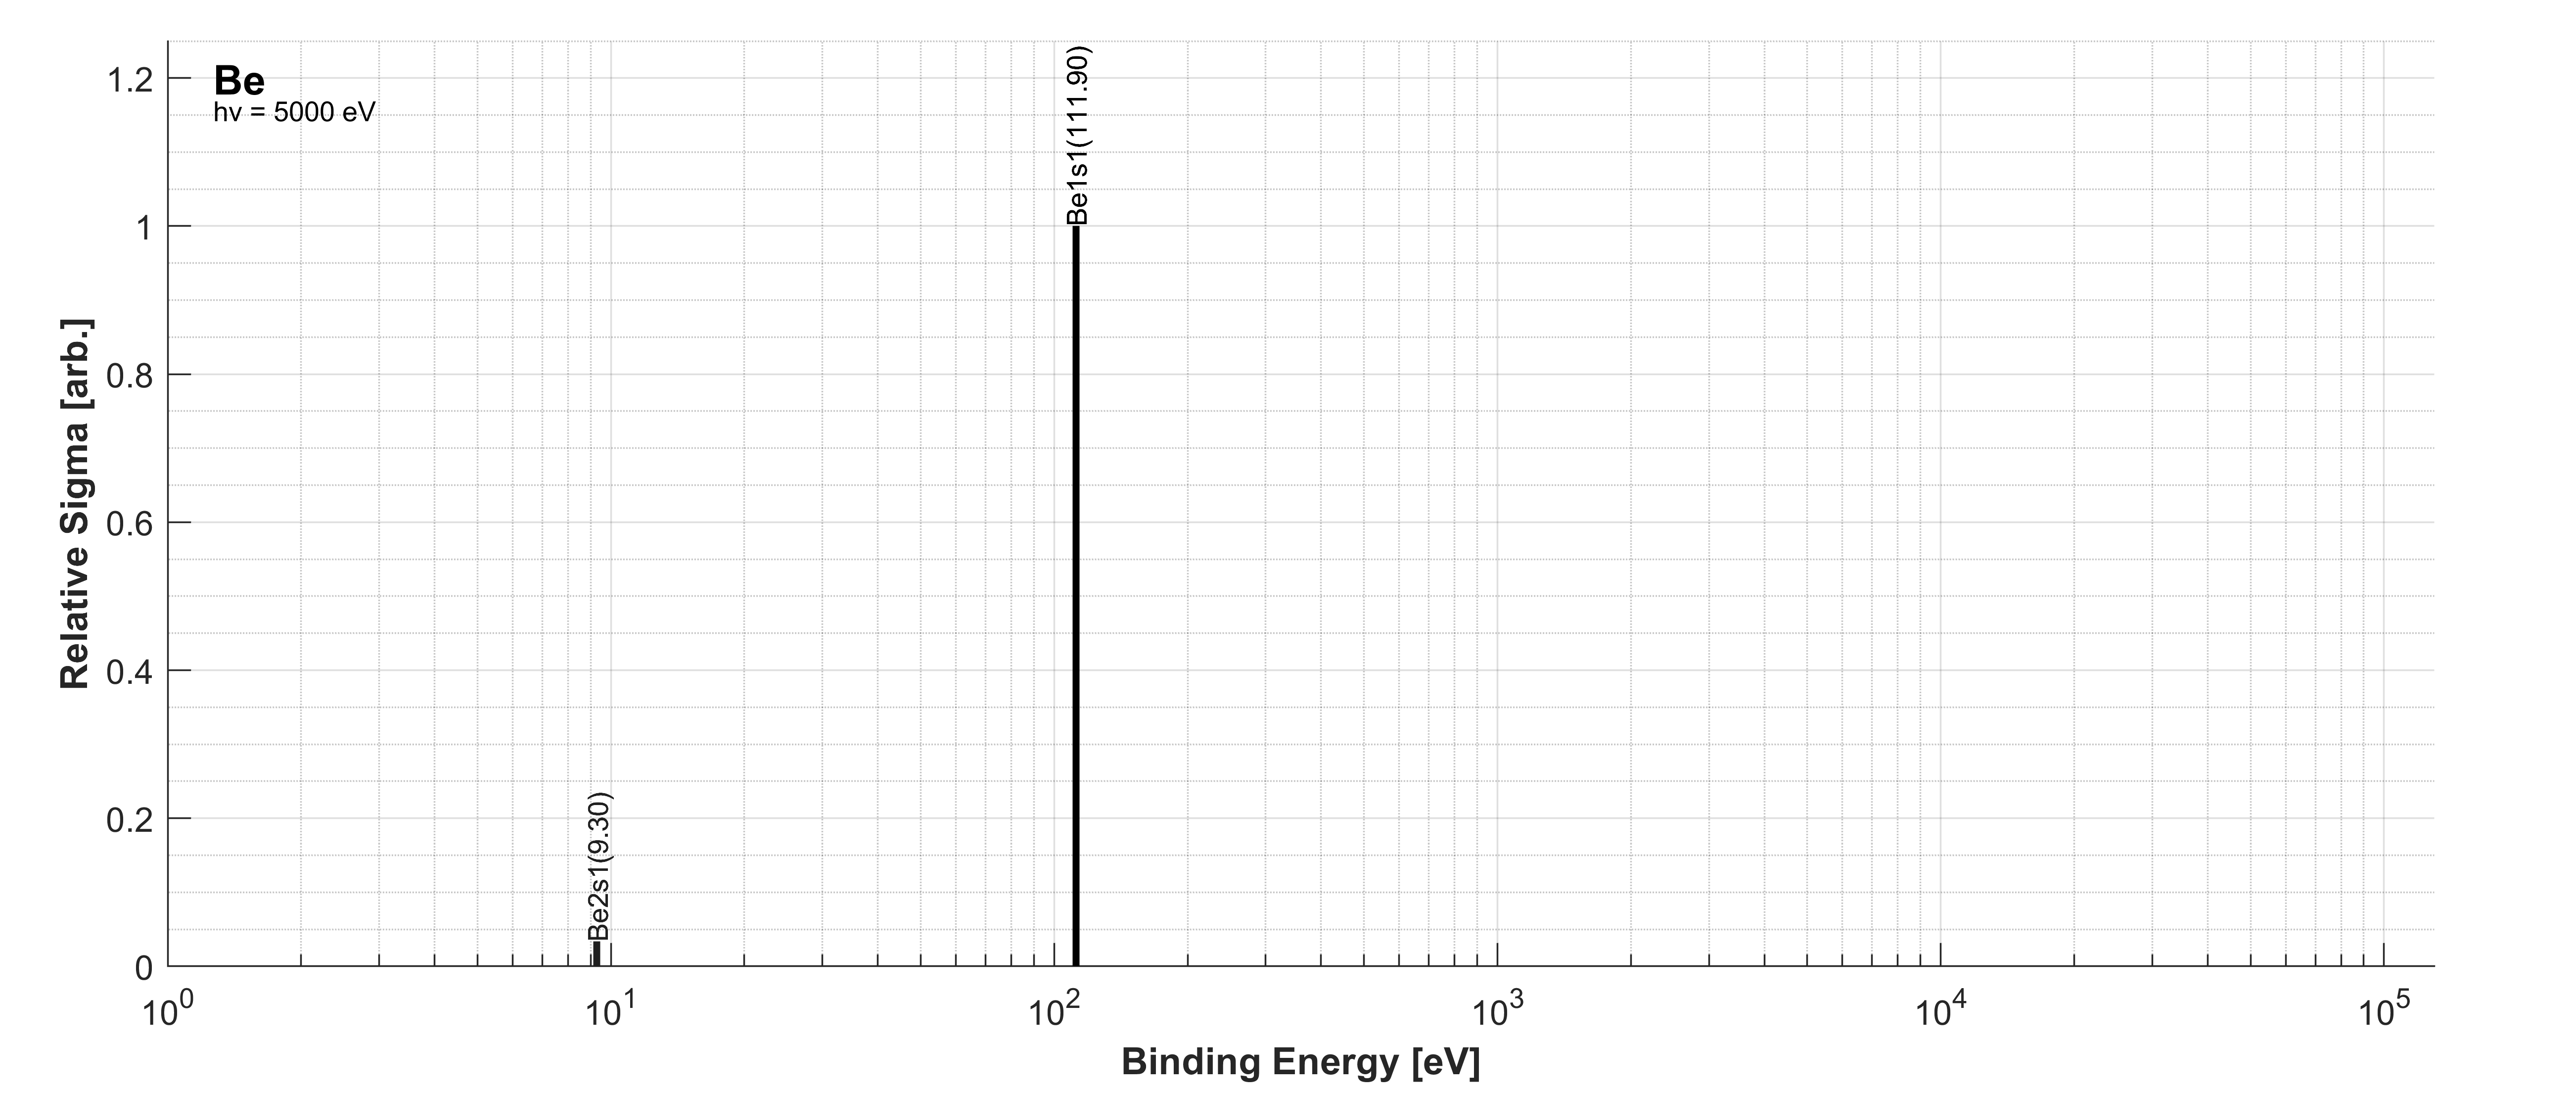 Be
hv = 5000 eV
Be1s1(111.90)
Be2s1(9.30)
Relative Sigma [arb.]
1.2
1
0.8
0.6
0.4
0.2
0
10^0
10^1
10^2
10^3
10^4
10^5
Binding Energy [eV]